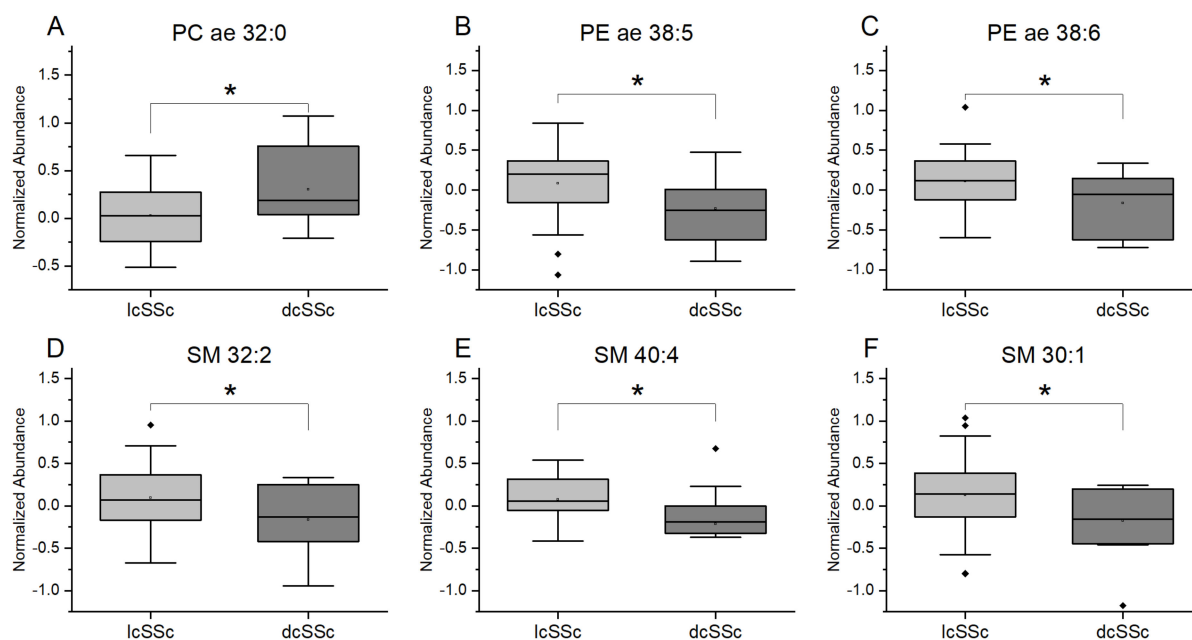 A
PC ae 32:0
Normalized Abundance
1.5
1.0
0.5
0.0
-0.5
*
lcSSc
dcSSc
B
PE ae 38:5
Normalized Abundance
1.5
1.0
0.5
0.0
-0.5
-1.0
*
lcSSc
dcSSc
C
PE ae 38:6
Normalized Abundance
1.5
1.0
0.5
0.0
-0.5
-1.0
*
lcSSc
dcSSc
D
SM 32:2
Normalized Abundance
1.5
1.0
0.5
0.0
-0.5
-1.0
*
lcSSc
dcSSc
E
SM 40:4
Normalized Abundance
1.5
1.0
0.5
0.0
-0.5
-1.0
*
lcSSc
dcSSc
F
SM 30:1
Normalized Abundance
1.5
1.0
0.5
0.0
-0.5
-1.0
*
lcSSc
dcSSc